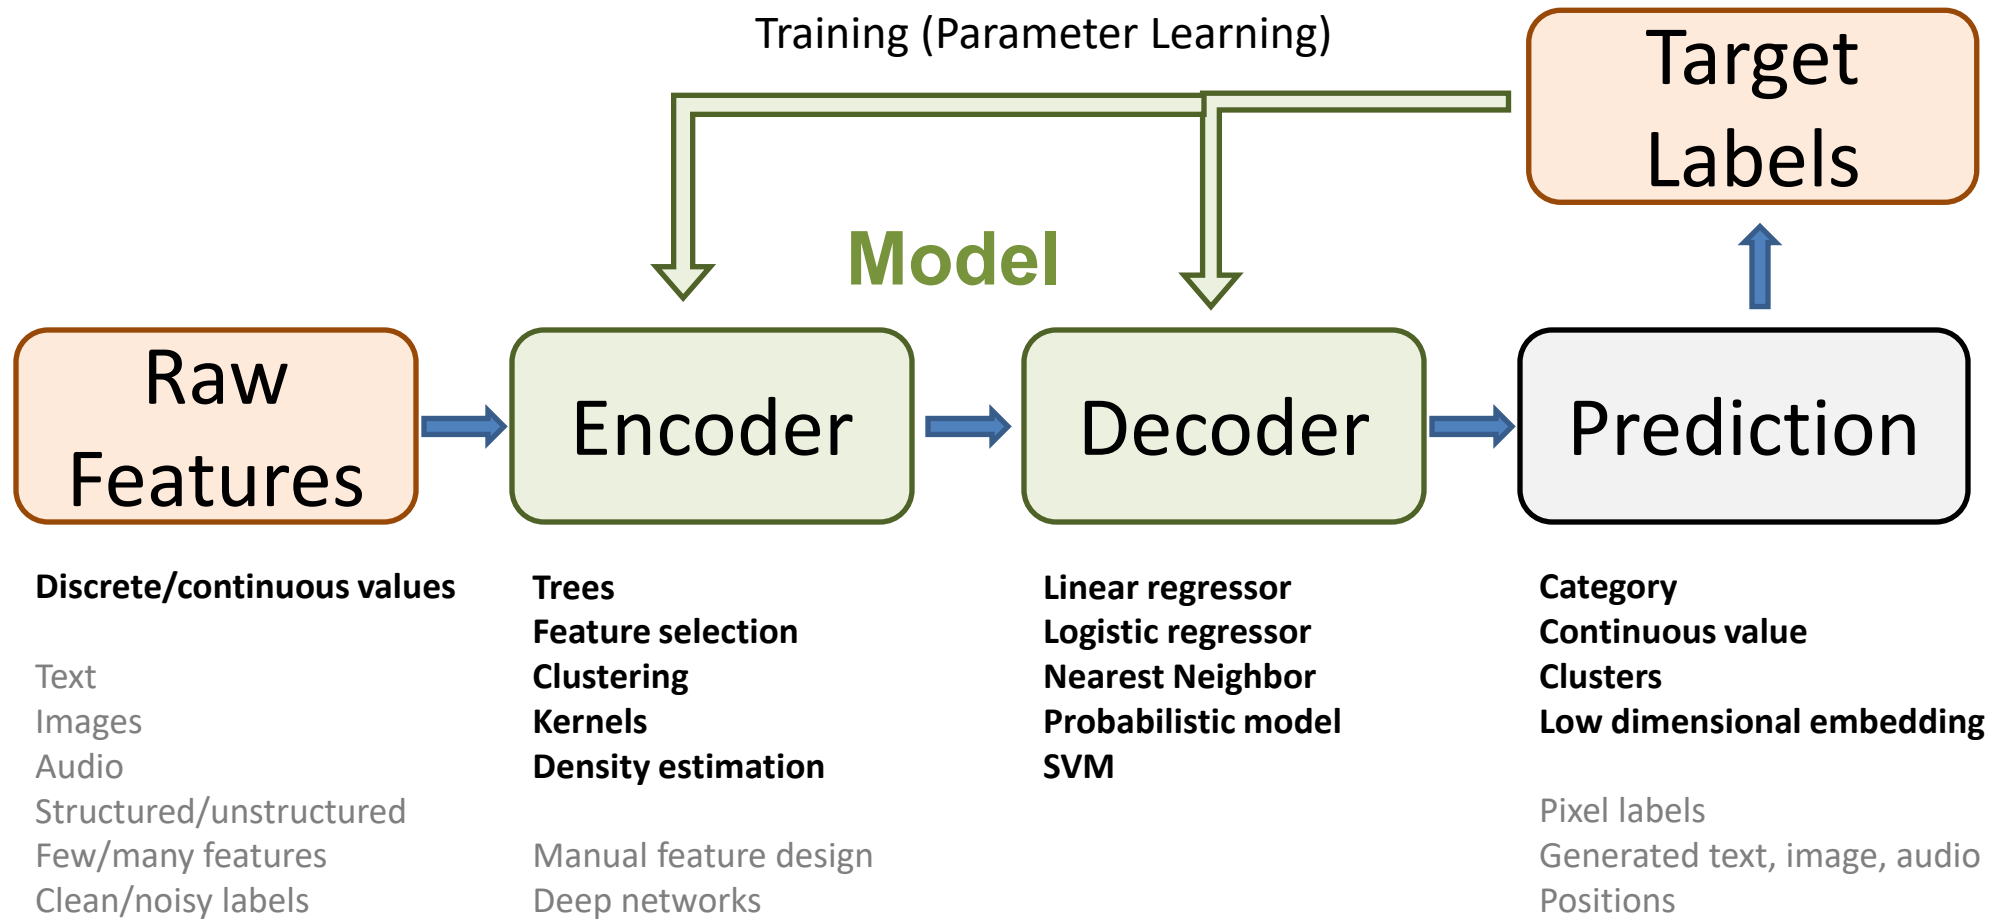 Training (Parameter Learning)
Target
Labels
Model
Raw
Features
Encoder
Decoder
Prediction
Discrete/continuous values
Text
Images
Audio
Structured/unstructured
Few/many features
Clean/noisy labels
Trees
Feature selection
Clustering
Kernels
Density estimation
Manual feature design
Deep networks
Linear regressor
Logistic regressor
Nearest Neighbor
Probabilistic model
SVM
Category
Continuous value
Clusters
Low dimensional embedding
Pixel labels
Generated text, image, audio
Positions